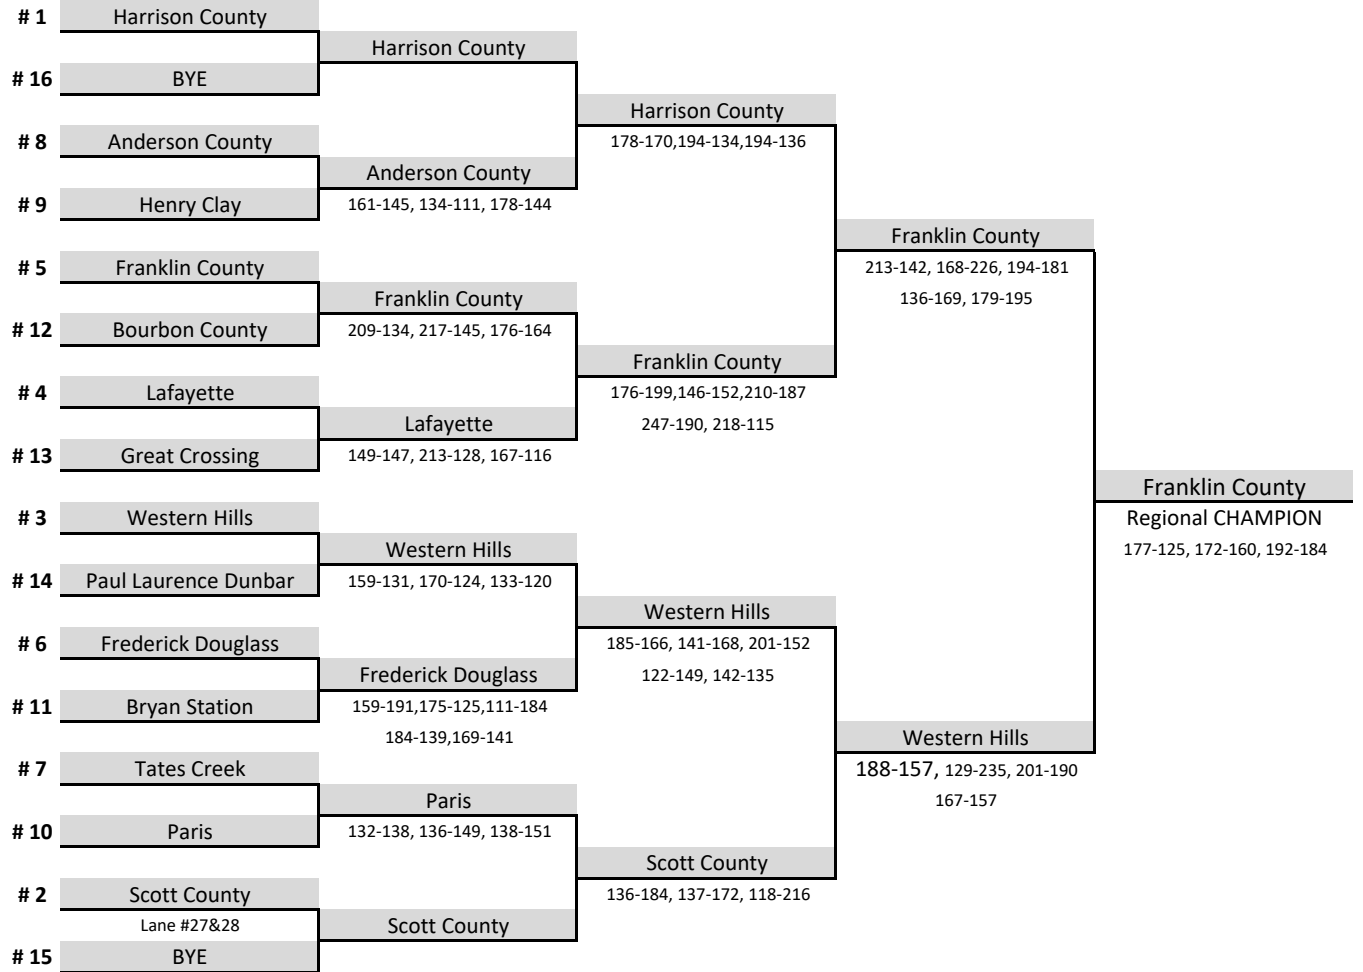 # 1 Harrison County
Harrison County
# 16 BYE
Harrison County
# 8 Anderson County
178-170,194-134,194-136
Anderson County
# 9 Henry Clay
161-145, 134-111, 178-144
Franklin County
# 5 Franklin County
213-142, 168-226, 194-181
Franklin County
136-169, 179-195
# 12 Bourbon County
209-134, 217-145, 176-164
Franklin County
# 4 Lafayette
176-199,146-152,210-187
Lafayette
247-190, 218-115
# 13 Great Crossing
149-147, 213-128, 167-116
Franklin County
# 3 Western Hills
Regional CHAMPION
Western Hills
177-125, 172-160, 192-184
# 14 Paul Laurence Dunbar
159-131, 170-124, 133-120
Western Hills
# 6 Frederick Douglass
185-166, 141-168, 201-152
Frederick Douglass
122-149, 142-135
# 11 Bryan Station
159-191,175-125,111-184
184-139,169-141
Western Hills
# 7 Tates Creek
188-157, 129-235, 201-190
Paris
167-157
# 10 Paris
132-138, 136-149, 138-151
Scott County
# 2 Scott County
136-184, 137-172, 118-216
Lane #27&28
Scott County
# 15 BYE